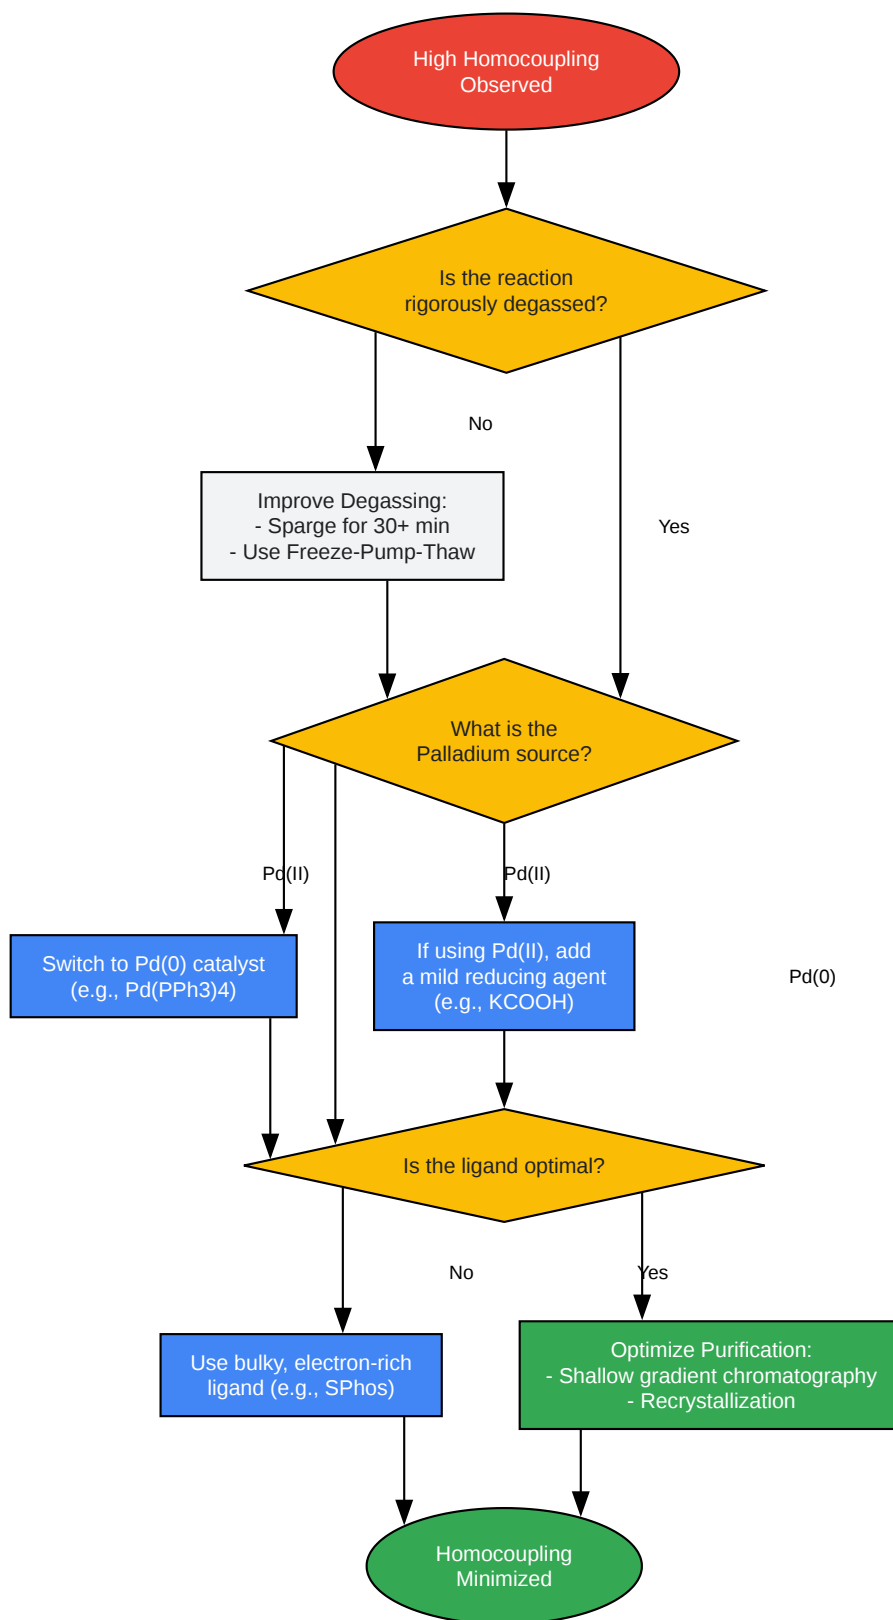 High Homocoupling
Observed
Is the reaction
rigorously degassed?
No
Improve Degassing:
- Sparge for 30+ min
- Use Freeze-Pump-Thaw
Yes
What is the
Palladium source?
Pd(II)
Pd(II)
Switch to Pd(0) catalyst
(e.g., Pd(PPh3)4)
If using Pd(II), add
a mild reducing agent
(e.g., KCOOH)
Pd(0)
Is the ligand optimal?
No
Yes
Use bulky, electron-rich
ligand (e.g., SPhos)
Optimize Purification:
- Shallow gradient chromatography
- Recrystallization
Homocoupling
Minimized